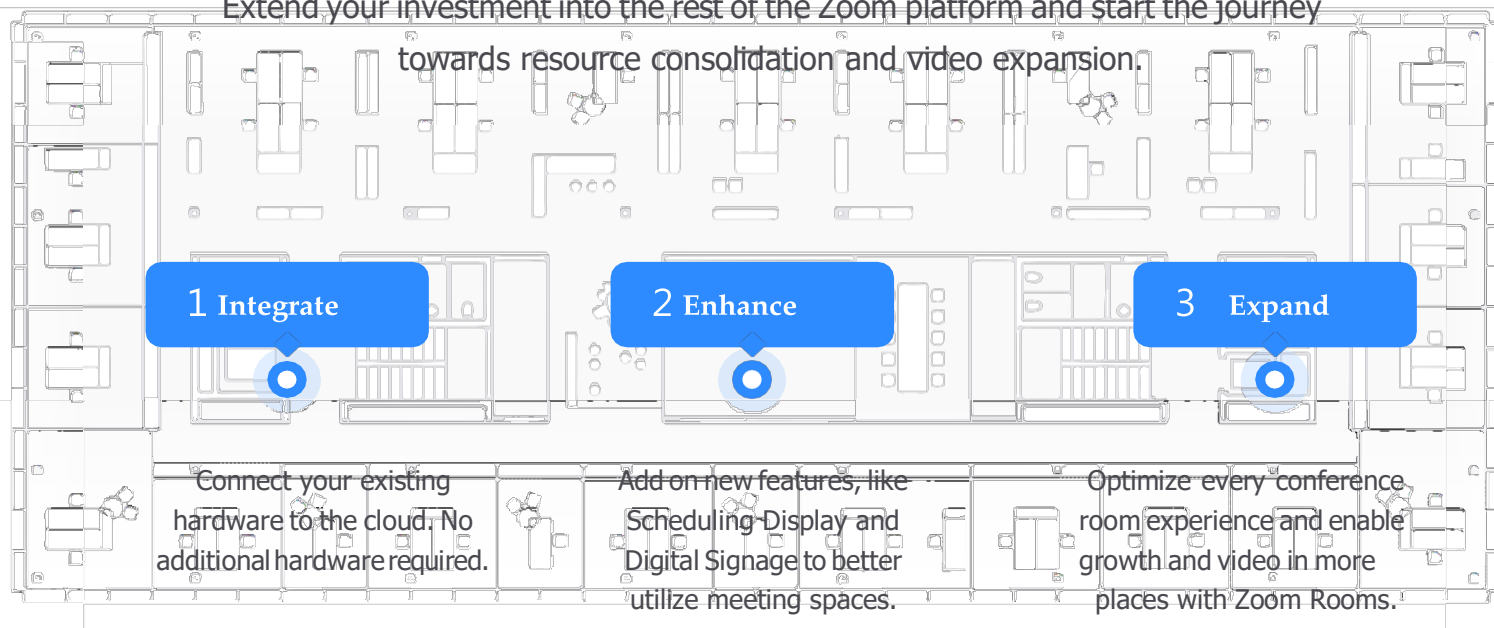 Extend your investment into the rest of the Zoom platform and start the journey
towards resource consolidation and video expansion.
1 Integrate
2 Enhance
3 Expand
Connect your existing
hardware to the cloud. No
additional hardware required.
Add on new features, like
Scheduling Display and
Digital Signage to better
utilize meeting spaces.
Optimize every conference
room experience and enable
growth and video in more
places with Zoom Rooms.